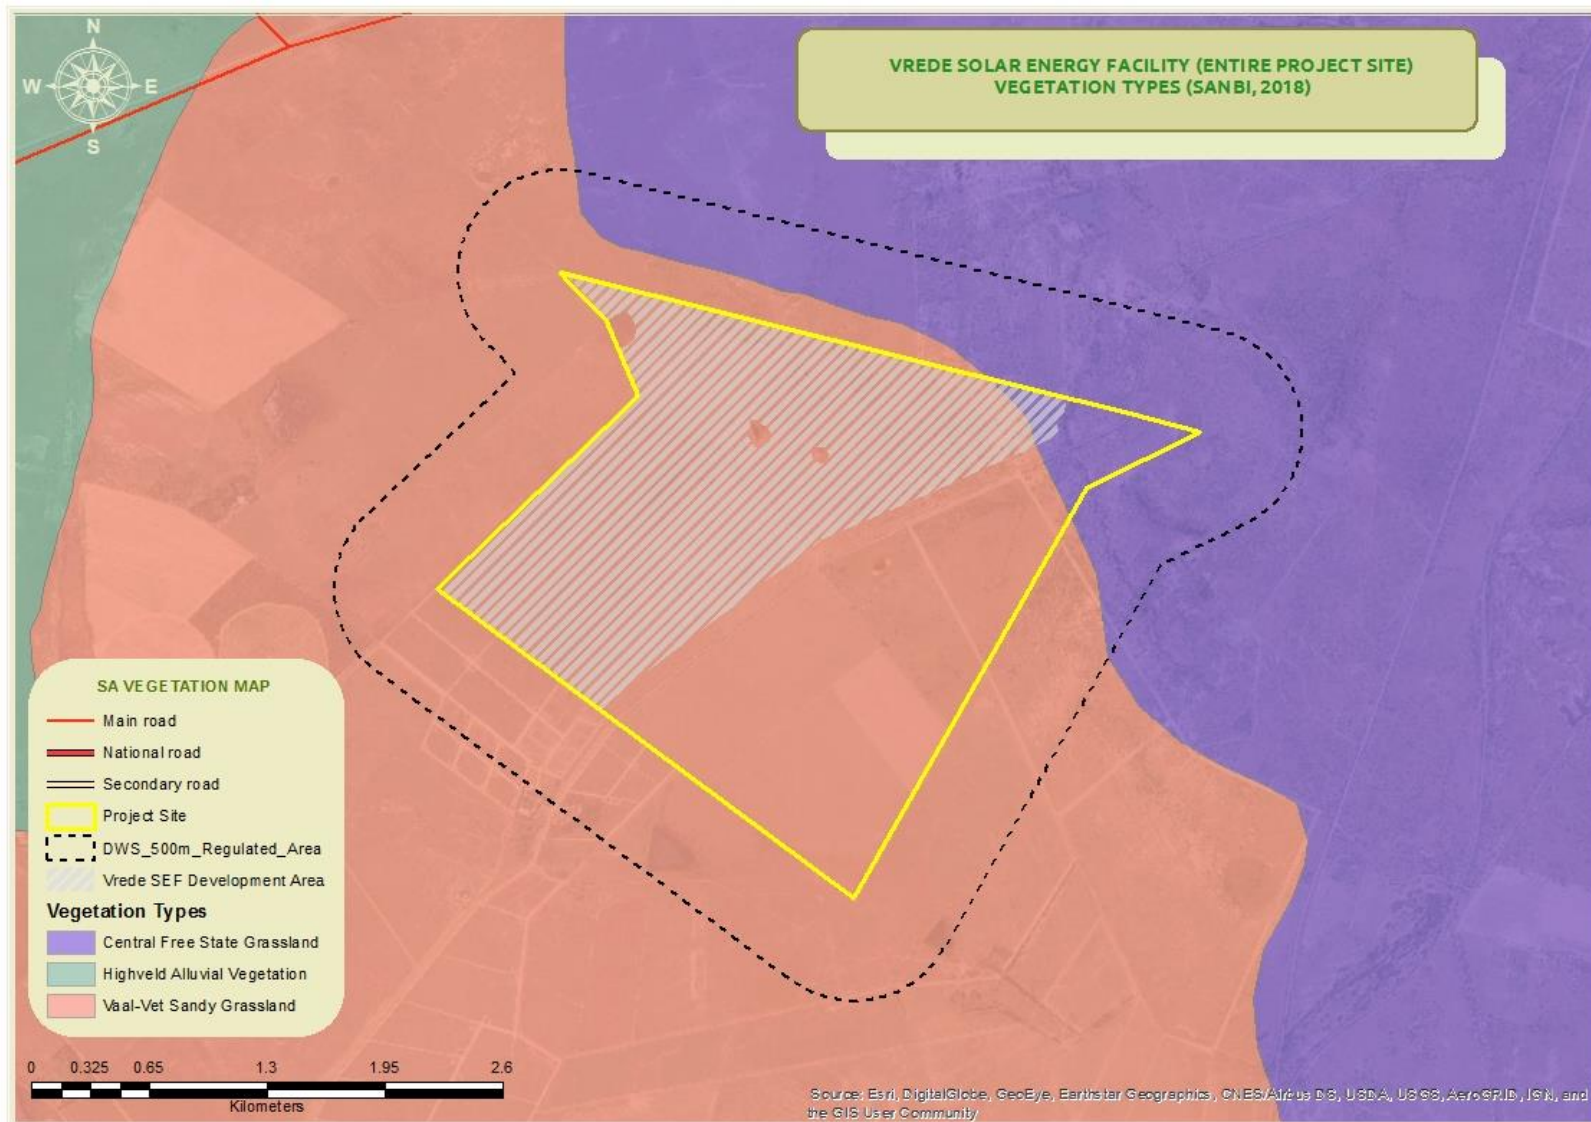 N
W E
S
VREDE SOLAR ENERGY FACILITY (ENTIRE PROJECT SITE)
VEGETATION TYPES (SANBI, 2018)
SA VEGETATION MAP
Main road
National road
Secondary road
Project Site
DWS_500m_Regulated_Area
Vrede SEF Development Area
Vegetation Types
Central Free State Grassland
Highveld Alluvial Vegetation
Vaal-Vet Sandy Grassland
0 0.325 0.65 1.3 1.95 2.6
Kilometers
Source: Esri, DigitalGlobe, GeoEye, Earthstar Geographics, CNES/Airbus DS, USDA, USGS, AeroGRID, IGN, and
the GIS User Community